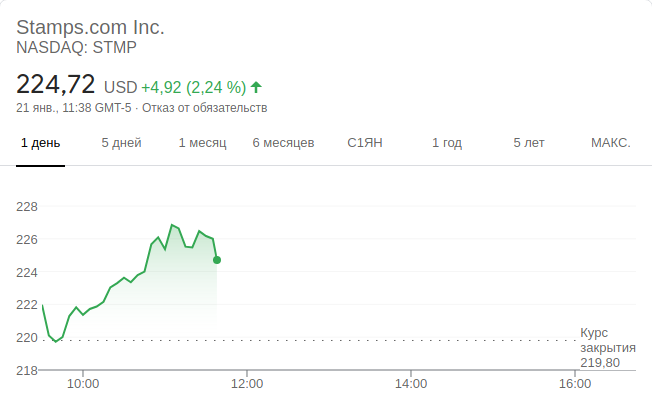 Stamps.com Inc.
NASDAQ: STMP
224,72 USD +4,92 (2,24 %)
21 янв., 11:38 GMT-5 · Отказ от обязательств
1 день 5 дней 1 месяц 6 месяцев С1ЯН 1 год 5 лет МАКС.
228
226
224
222
220
218
Курс
закрытия
219,80
10:00 12:00 14:00 16:00